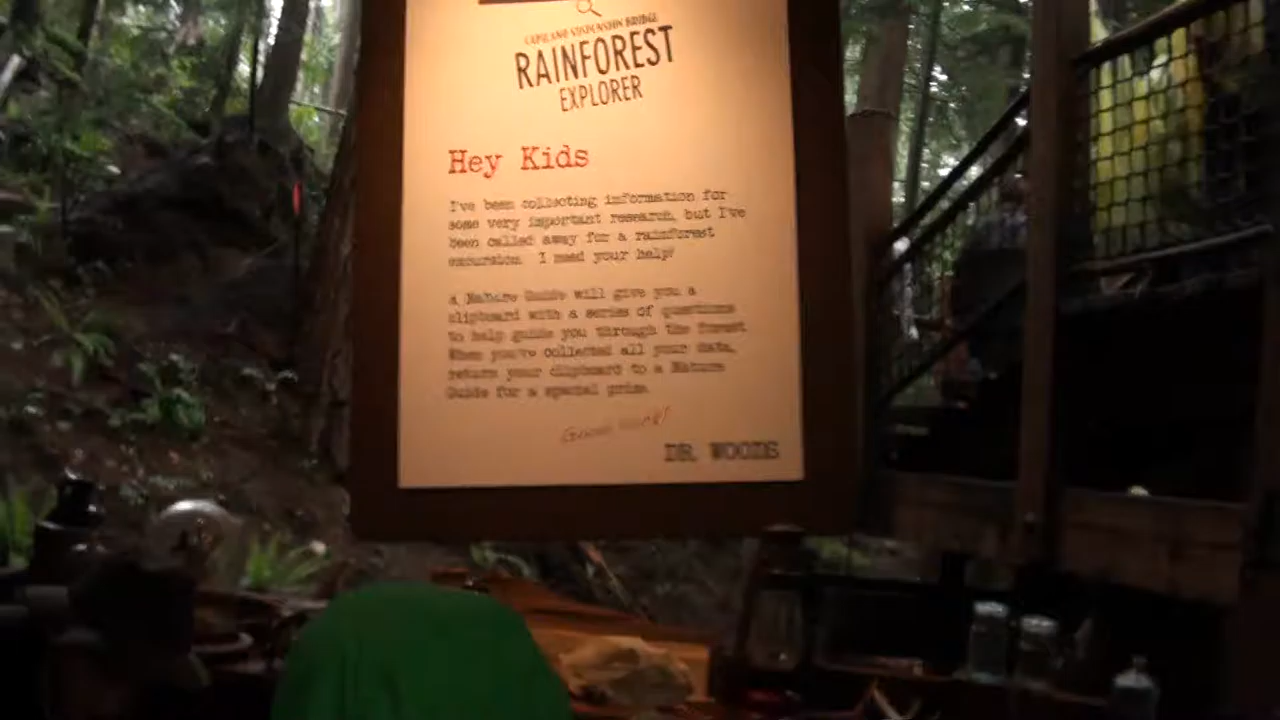 CAPILANO SUSPENSION BRIDGE
RAINFOREST
EXPLORER
Hey Kids
I've been collecting information for
some very important research, but I've
been called away for a rainforest
excursion. I need your help!
A Nature Guide will give you a
clipboard with a series of questions
to help guide you through the forest
When you've collected all your data,
return your clipboard to a Nature
Guide for a special prize.
DR. WOODS